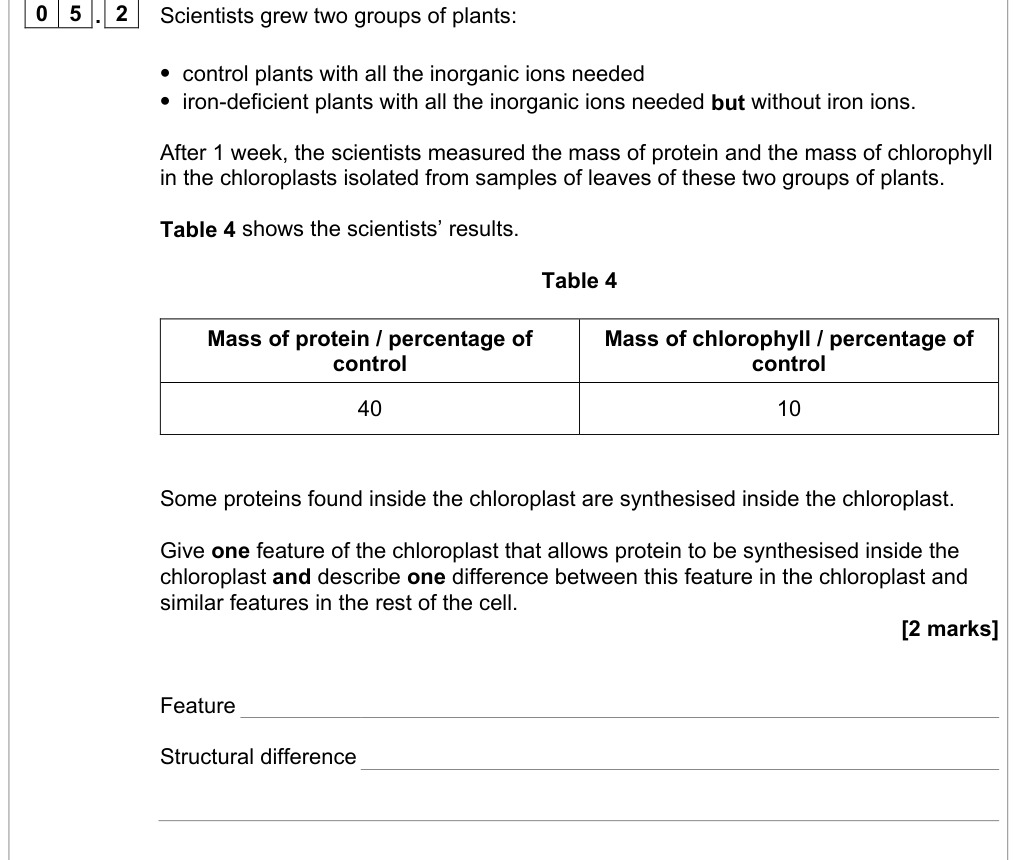 0 5 . 2 Scientists grew two groups of plants:
• control plants with all the inorganic ions needed
• iron-deficient plants with all the inorganic ions needed but without iron ions.
After 1 week, the scientists measured the mass of protein and the mass of chlorophyll
in the chloroplasts isolated from samples of leaves of these two groups of plants.
Table 4 shows the scientists’ results.
Table 4
Mass of protein / percentage of
control
Mass of chlorophyll / percentage of
control
40
10
Some proteins found inside the chloroplast are synthesised inside the chloroplast.
Give one feature of the chloroplast that allows protein to be synthesised inside the
chloroplast and describe one difference between this feature in the chloroplast and
similar features in the rest of the cell.
[2 marks]
Feature
Structural difference